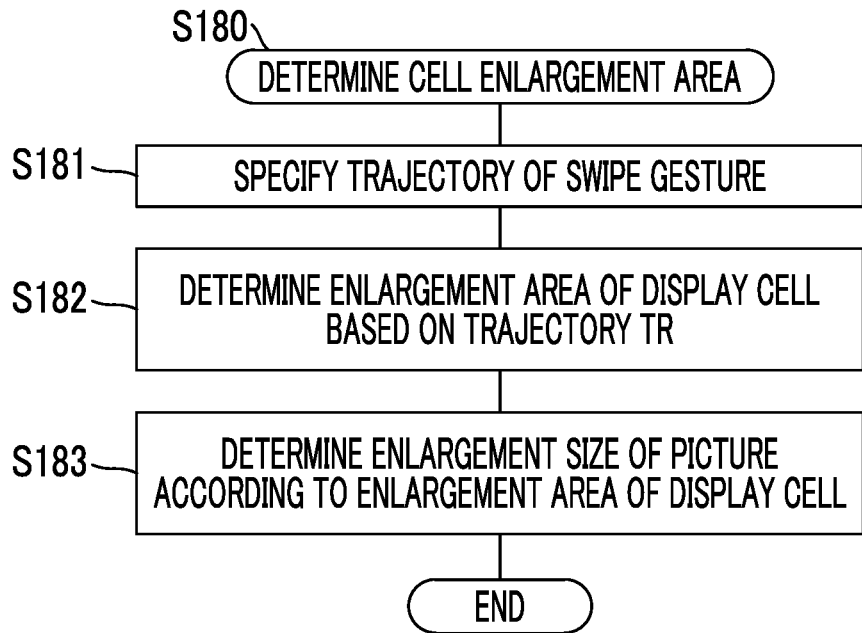 S180
DETERMINE CELL ENLARGEMENT AREA
S181
SPECIFY TRAJECTORY OF SWIPE GESTURE
S182
DETERMINE ENLARGEMENT AREA OF DISPLAY CELL
BASED ON TRAJECTORY TR
S183
DETERMINE ENLARGEMENT SIZE OF PICTURE
ACCORDING TO ENLARGEMENT AREA OF DISPLAY CELL
END